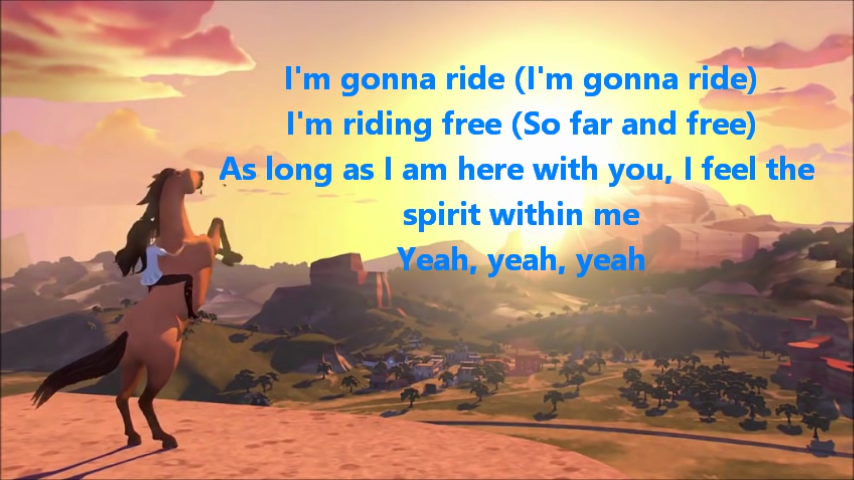 I'm gonna ride (I'm gonna ride)
I'm riding free (So far and free)
As long as I am here with you, I feel the
spirit within me
Yeah, yeah, yeah